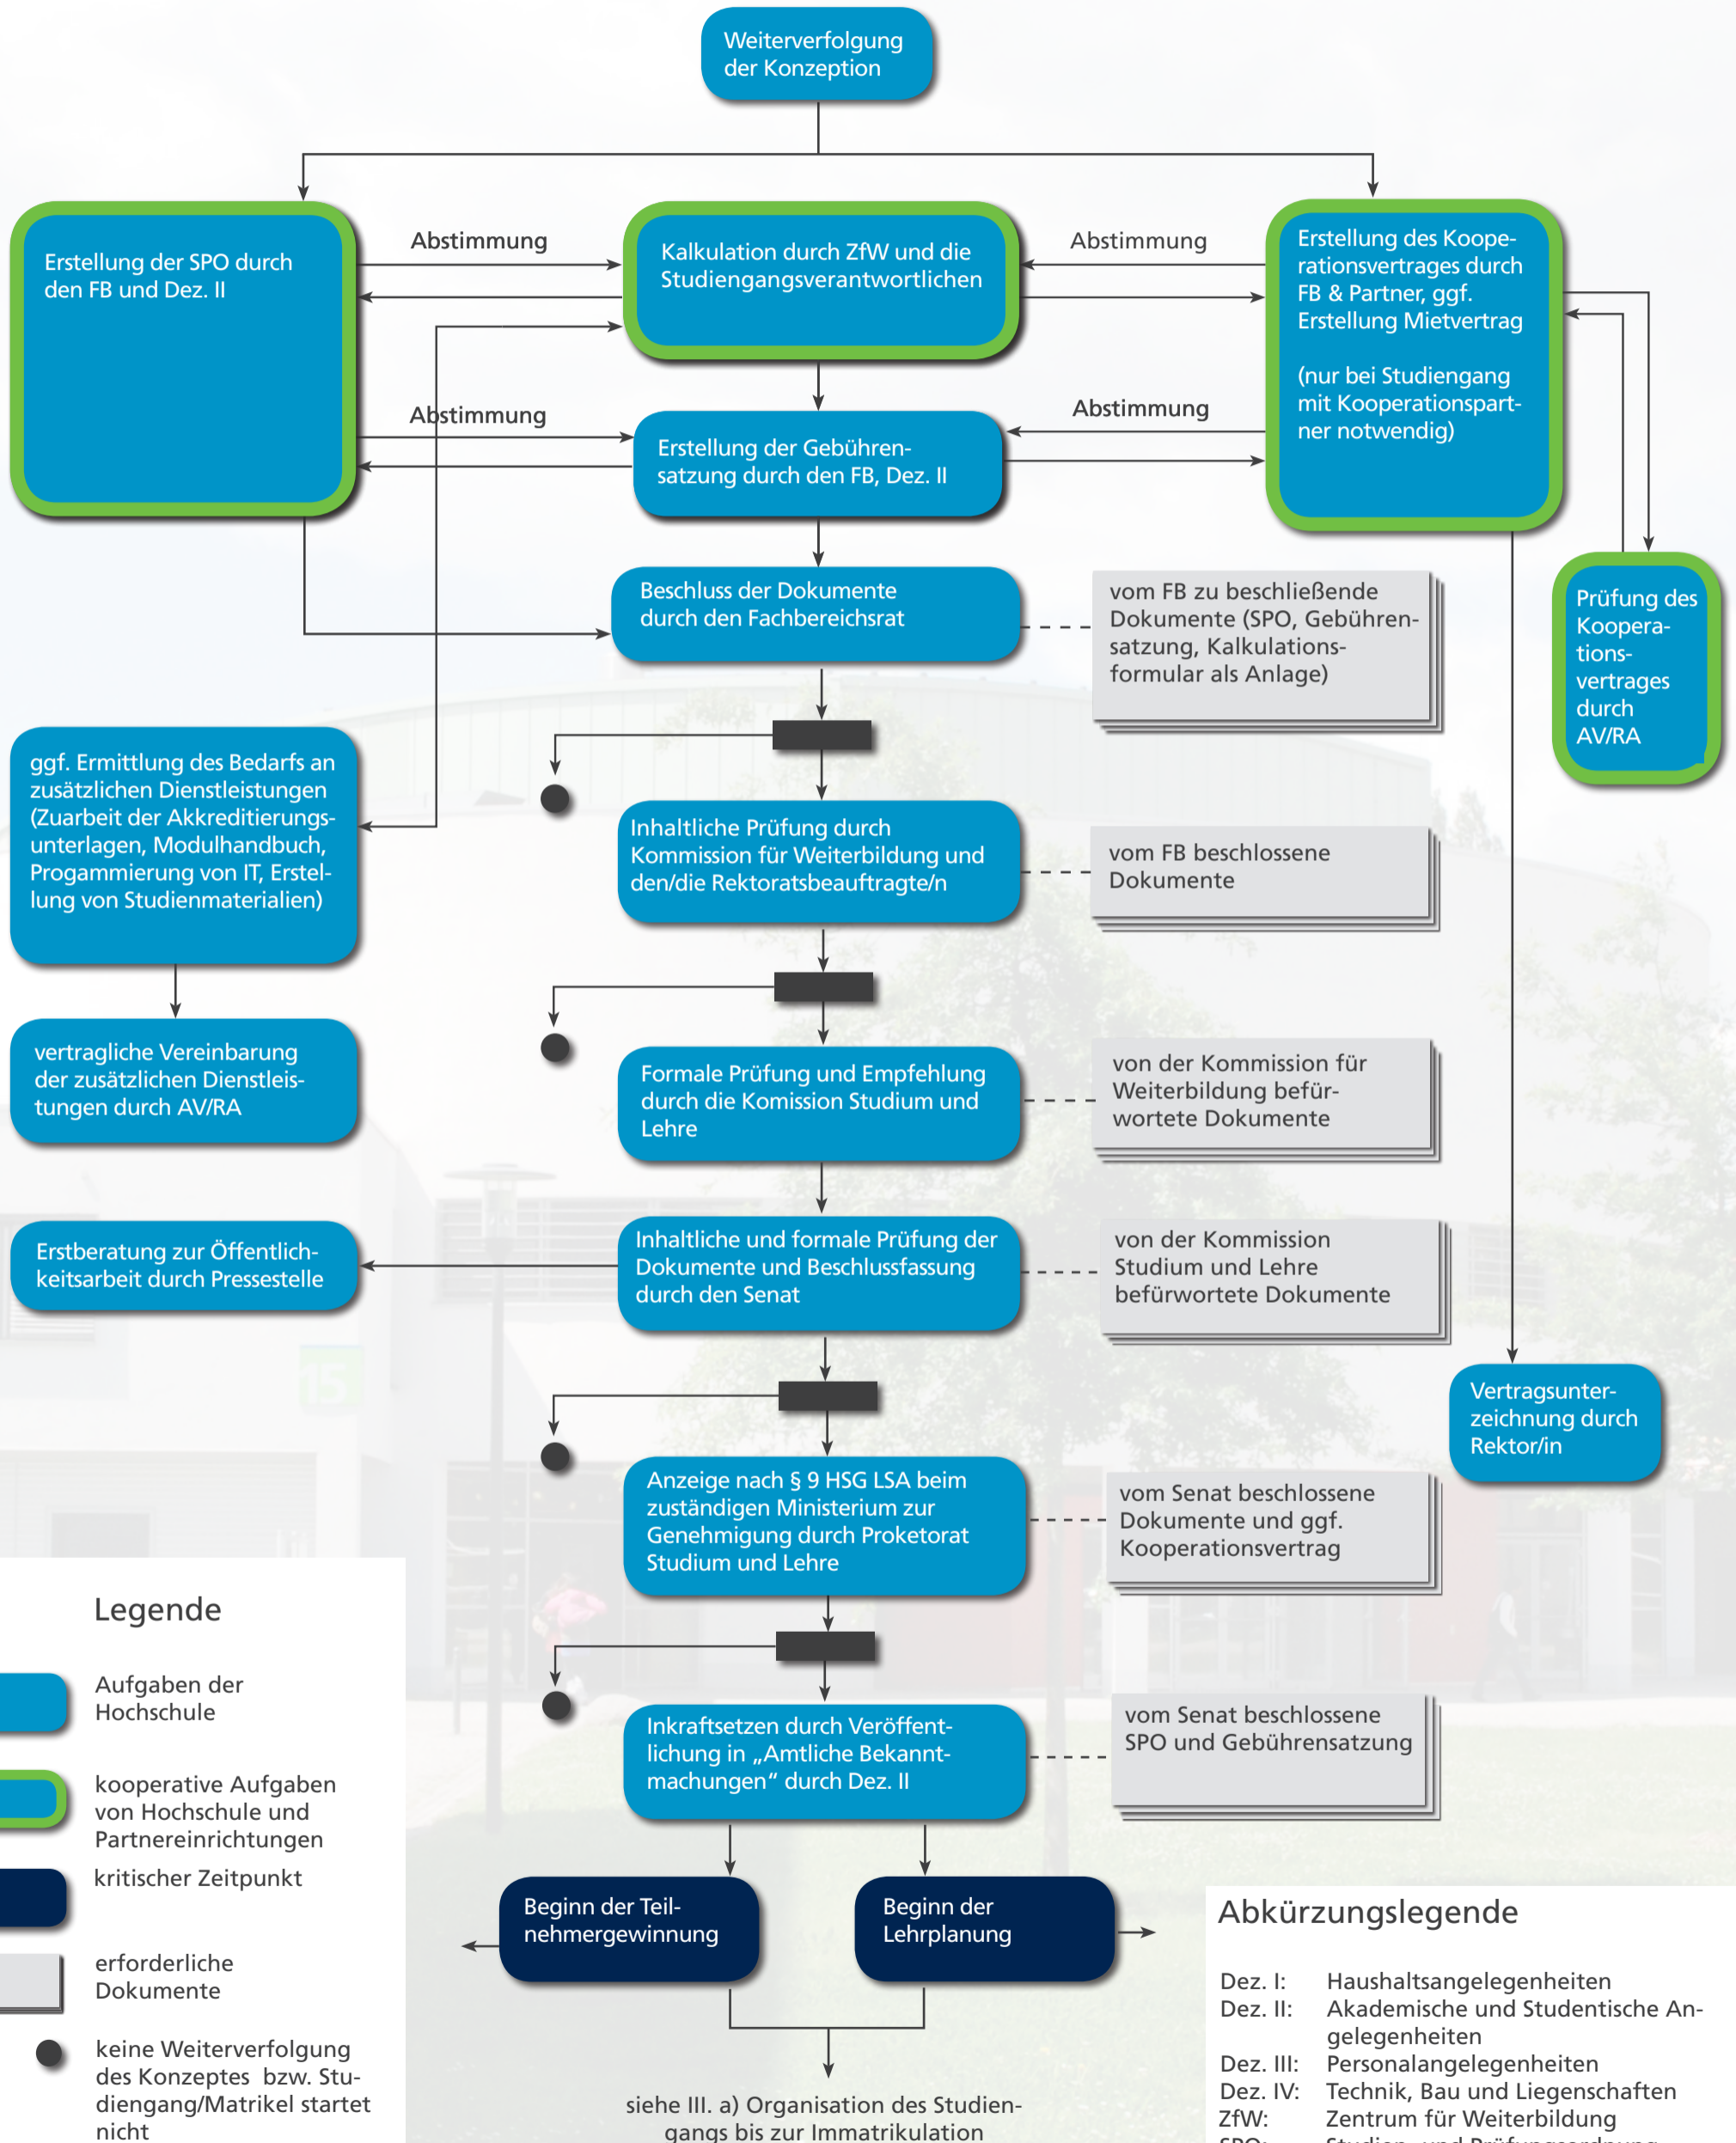 Weiterverfolgung
der Konzeption
Erstellung der SPO durch
den FB und Dez. II
Abstimmung
Kalkulation durch ZfW und die
Studiengangsverantwortlichen
Abstimmung
Erstellung des Koope-
rationsvertrages durch
FB & Partner, ggf.
Erstellung Mietvertrag
(nur bei Studiengang
mit Kooperationspart-
ner notwendig)
Abstimmung
Erstellung der Gebühren-
satzung durch den FB, Dez. II
Abstimmung
Beschluss der Dokumente
durch den Fachbereichsrat
vom FB zu beschließende
Dokumente (SPO, Gebühren-
satzung, Kalkulations-
formular als Anlage)
Prüfung des
Koopera-
tions-
vertrages
durch
AV/RA
ggf. Ermittlung des Bedarfs an
zusätzlichen Dienstleistungen
(Zuarbeit der Akkreditierungs-
unterlagen, Modulhandbuch,
Progammierung von IT, Erstel-
lung von Studienmaterialien)
Inhaltliche Prüfung durch
Kommission für Weiterbildung und
den/die Rektoratsbeauftragte/n
vom FB beschlossene
Dokumente
vertragliche Vereinbarung
der zusätzlichen Dienstleis-
tungen durch AV/RA
Formale Prüfung und Empfehlung
durch die Komission Studium und
Lehre
von der Kommission für
Weiterbildung befür-
wortete Dokumente
Erstberatung zur Öffentlich-
keitsarbeit durch Pressestelle
Inhaltliche und formale Prüfung der
Dokumente und Beschlussfassung
durch den Senat
von der Kommission
Studium und Lehre
befürwortete Dokumente
15
Vertragsunter-
zeichnung durch
Rektor/in
Anzeige nach § 9 HSG LSA beim
zuständigen Ministerium zur
Genehmigung durch Proketorat
Studium und Lehre
vom Senat beschlossene
Dokumente und ggf.
Kooperationsvertrag
Inkraftsetzen durch Veröffent-
lichung in „Amtliche Bekannt-
machungen“ durch Dez. II
vom Senat beschlossene
SPO und Gebührensatzung
Beginn der Teil-
nehmergewinnung
Beginn der
Lehrplanung
siehe III. a) Organisation des Studien-
gangs bis zur Immatrikulation
Legende
Aufgaben der
Hochschule
kooperative Aufgaben
von Hochschule und
Partnereinrichtungen
kritischer Zeitpunkt
erforderliche
Dokumente
keine Weiterverfolgung
des Konzeptes bzw. Stu-
diengang/Matrikel startet
nicht
Abkürzungslegende
Dez. I: Haushaltsangelegenheiten
Dez. II: Akademische und Studentische An-
gelegenheiten
Dez. III: Personalangelegenheiten
Dez. IV: Technik, Bau und Liegenschaften
ZfW: Zentrum für Weiterbildung
SPO: Studien- und Prüfungsordnung